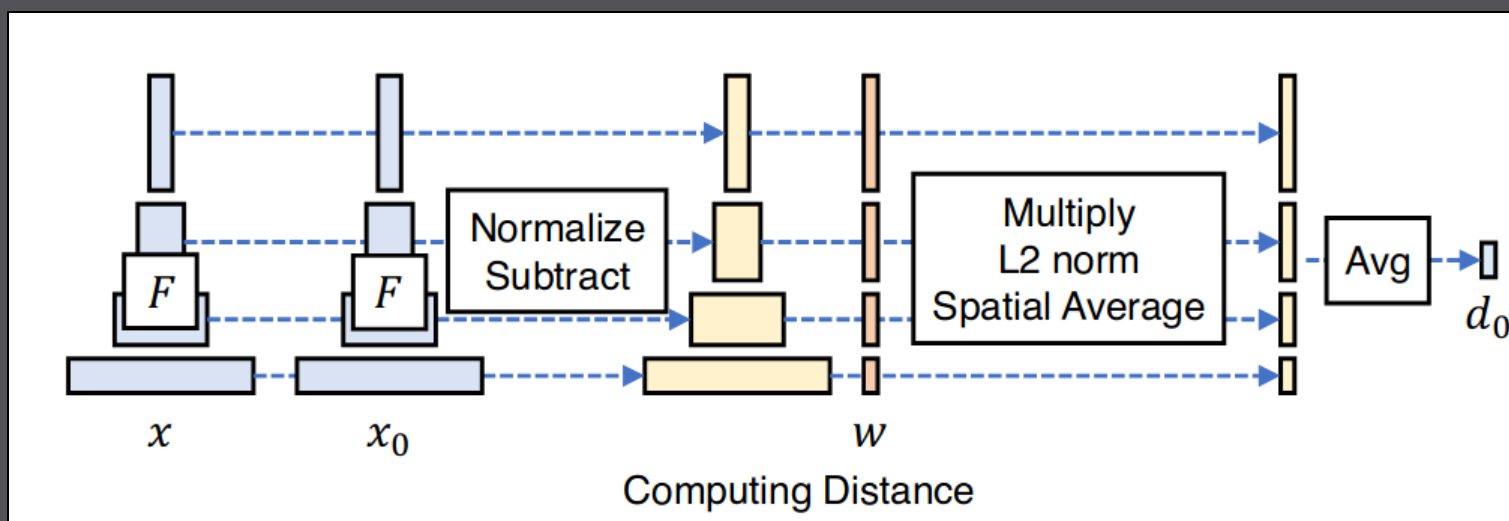 F
F
Normalize
Subtract
Multiply
L2 norm
Spatial Average
Avg
d₀
x
x₀
w
Computing Distance